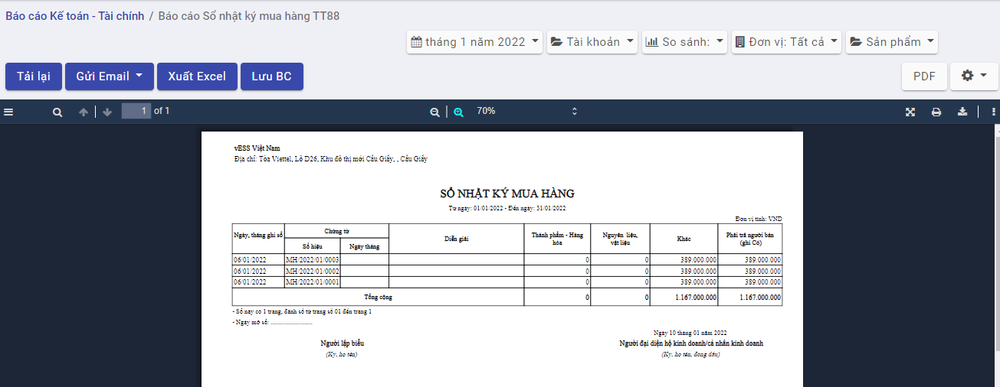 Báo cáo Kế toán - Tài chính / Báo cáo Sổ nhật ký mua hàng TT88
tháng 1 năm 2022 Tài khoản So sánh: Đơn vị: Tất cả Sản phẩm
Tải lại Gửi Email Xuất Excel Lưu BC PDF
1 of 1 70%
vESS Việt Nam
Địa chỉ: Tòa Viettel, Lô D26, Khu đô thị mới Cầu Giấy, , Cầu Giấy
SỔ NHẬT KÝ MUA HÀNG
Từ ngày: 01/01/2022 - Đến ngày: 31/01/2022
Đơn vị tính: VND
Ngày, tháng ghi sổ Chứng từ Diễn giải Thành phẩm - Hàng hóa Nguyên liệu, vật liệu Khác Phải trả người bán (ghi Có)
Số hiệu Ngày tháng
06/01/2022 MH/2022/01/0003 0 0 389.000.000 389.000.000
06/01/2022 MH/2022/01/0002 0 0 389.000.000 389.000.000
06/01/2022 MH/2022/01/0001 0 0 389.000.000 389.000.000
Tổng cộng 0 0 1.167.000.000 1.167.000.000
- Sổ này có 1 trang, đánh số từ trang số 01 đến trang 1
- Ngày mở sổ: .........................
Ngày 10 tháng 01 năm 2022
Người lập biểu Người đại diện hộ kinh doanh/cá nhân kinh doanh
(Ký, họ tên) (Ký, họ tên, đóng dấu)